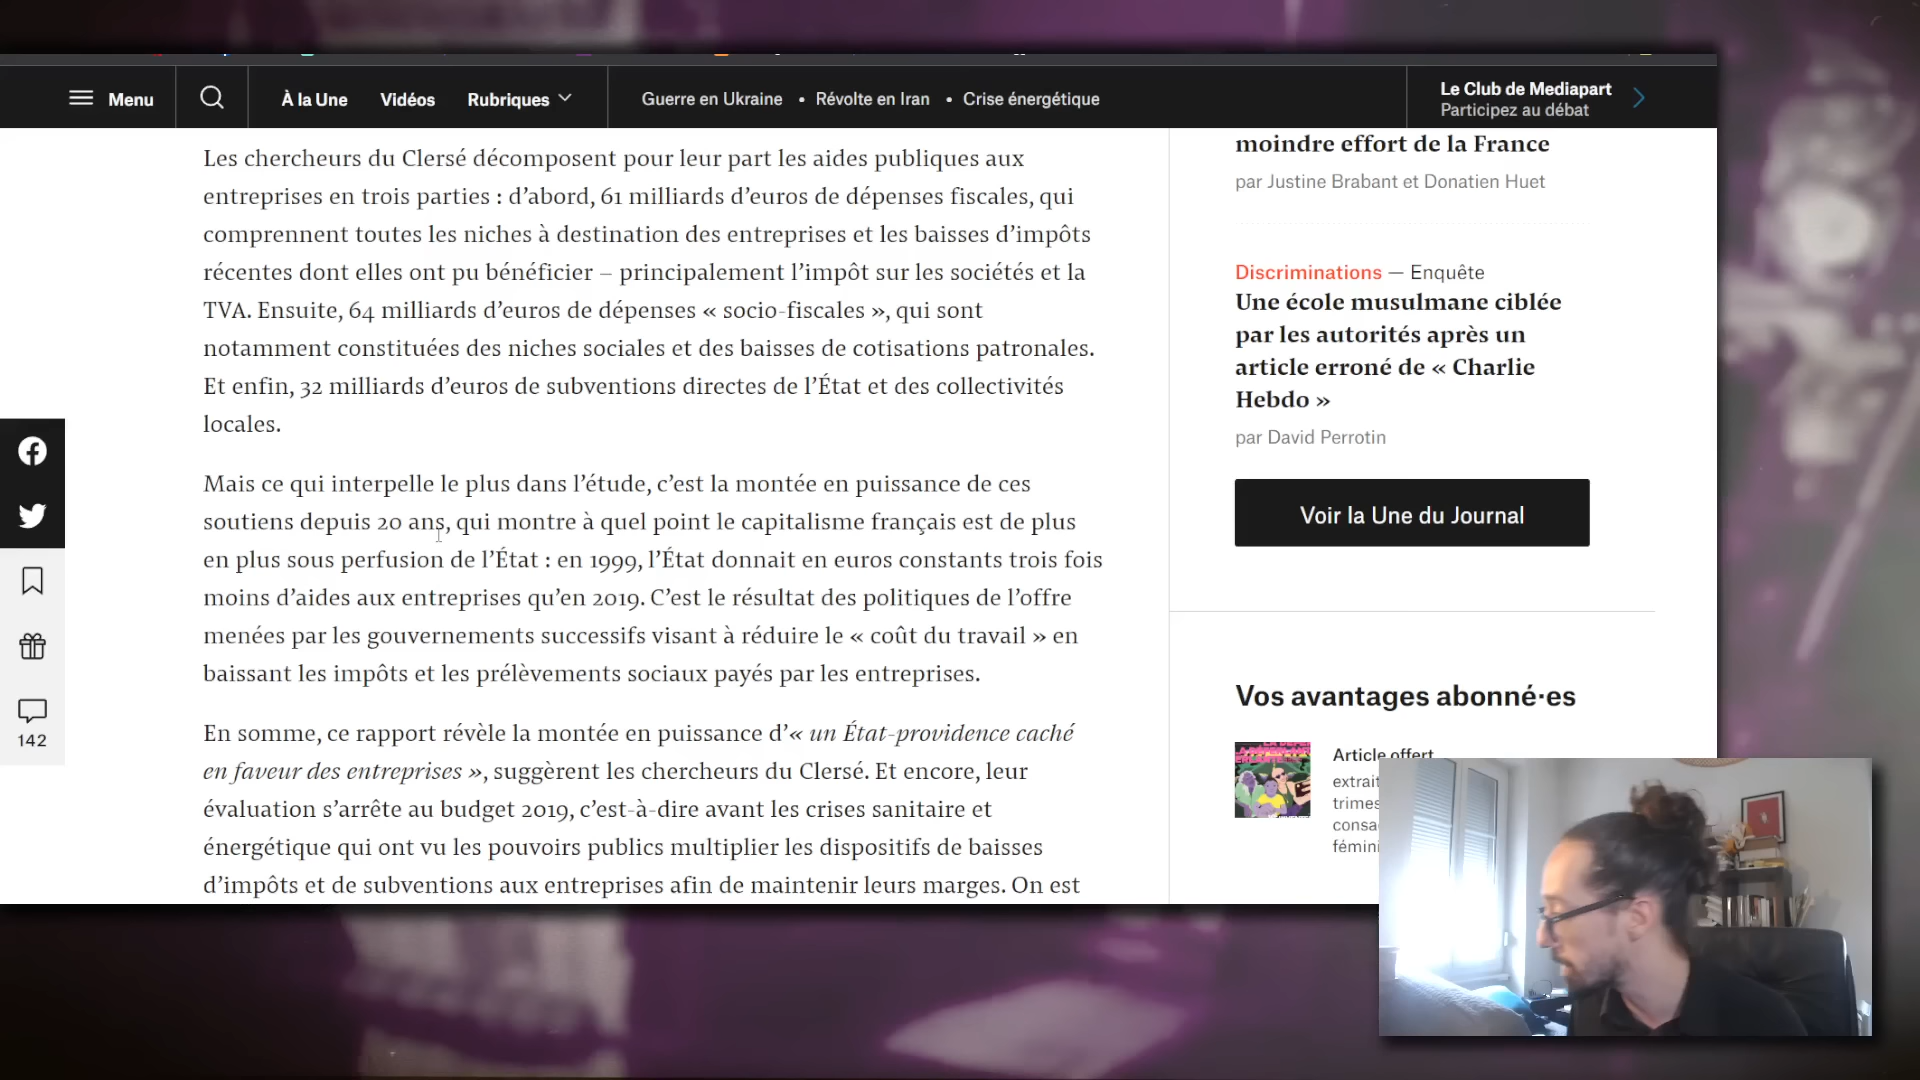 Menu
À la Une
Vidéos
Rubriques
Guerre en Ukraine • Révolte en Iran • Crise énergétique
Le Club de Mediapart
Participez au débat
Les chercheurs du Clersé décomposent pour leur part les aides publiques aux
entreprises en trois parties : d’abord, 61 milliards d’euros de dépenses fiscales, qui
comprennent toutes les niches à destination des entreprises et les baisses d’impôts
récentes dont elles ont pu bénéficier – principalement l’impôt sur les sociétés et la
TVA. Ensuite, 64 milliards d’euros de dépenses « socio-fiscales », qui sont
notamment constituées des niches sociales et des baisses de cotisations patronales.
Et enfin, 32 milliards d’euros de subventions directes de l’État et des collectivités
locales.
Mais ce qui interpelle le plus dans l’étude, c’est la montée en puissance de ces
soutiens depuis 20 ans, qui montre à quel point le capitalisme français est de plus
en plus sous perfusion de l’État : en 1999, l’État donnait en euros constants trois fois
moins d’aides aux entreprises qu’en 2019. C’est le résultat des politiques de l’offre
menées par les gouvernements successifs visant à réduire le « coût du travail » en
baissant les impôts et les prélèvements sociaux payés par les entreprises.
En somme, ce rapport révèle la montée en puissance d’« un État-providence caché
en faveur des entreprises », suggèrent les chercheurs du Clersé. Et encore, leur
évaluation s’arrête au budget 2019, c’est-à-dire avant les crises sanitaire et
énergétique qui ont vu les pouvoirs publics multiplier les dispositifs de baisses
d’impôts et de subventions aux entreprises afin de maintenir leurs marges. On est
142
moindre effort de la France
par Justine Brabant et Donatien Huet
Discriminations — Enquête
Une école musulmane ciblée
par les autorités après un
article erroné de « Charlie
Hebdo »
par David Perrotin
Voir la Une du Journal
Vos avantages abonné·es
Article offert
extrait
trimes
consa
fémini